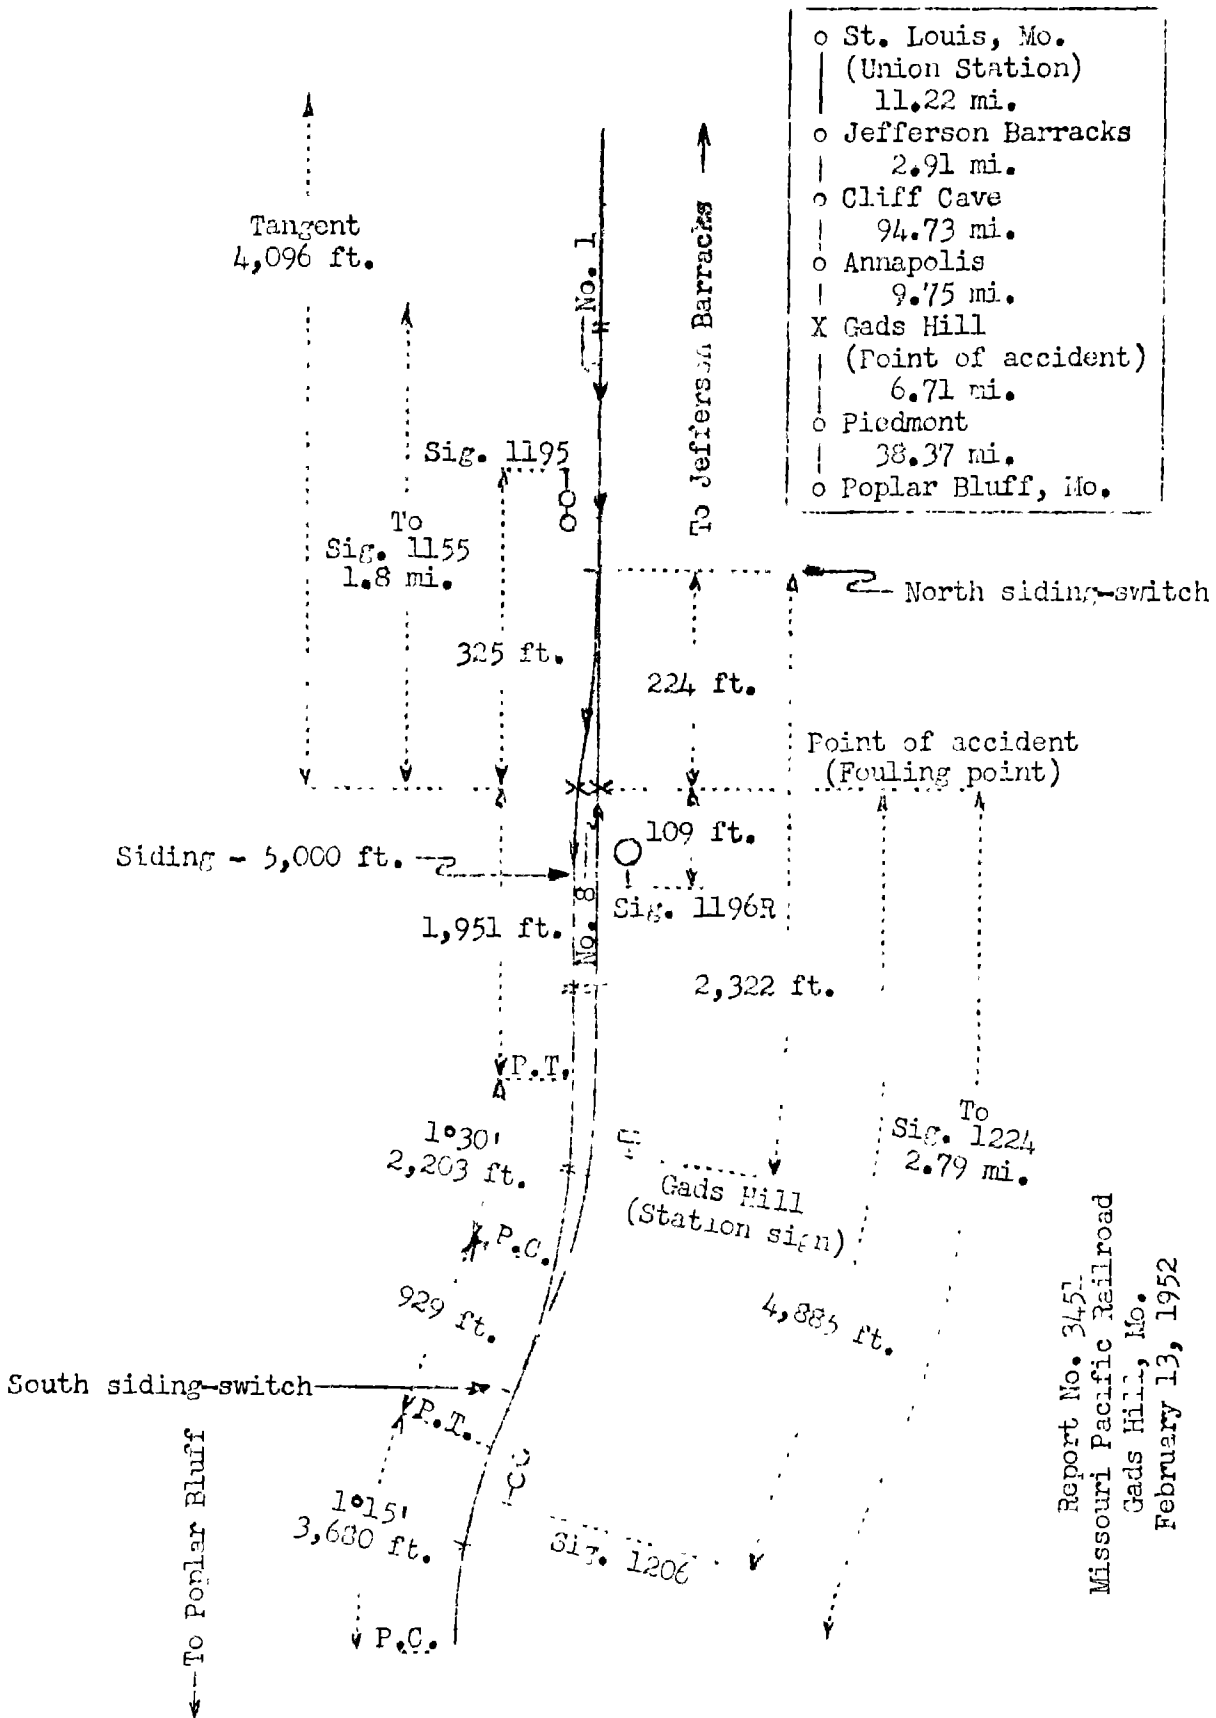 St. Louis, Mo.
(Union Station)
11.22 mi.
Jefferson Barracks
2.91 mi.
Cliff Cave
94.73 mi.
Annapolis
9.75 mi.
X Gads Hill
(Point of accident)
6.71 mi.
Piedmont
38.37 mi.
Poplar Bluff, Mo.
Tangent
4,096 ft.
No. 1
To Jefferson Barracks
Sig. 1195
To
Sig. 1155
1.8 mi.
North siding-switch
325 ft.
224 ft.
Point of accident
(Fouling point)
109 ft.
Siding - 5,000 ft.
Sig. 1196R
1,951 ft.
No. 8
2,322 ft.
P.T.
To
Sig. 1224
2.79 mi.
1°30'
2,203 ft.
Gads Hill
(Station sign)
P.C.
929 ft.
4,885 ft.
South siding-switch
P.T.
1°15'
3,680 ft.
Sig. 1206
P.C.
To Poplar Bluff
Report No. 3451
Missouri Pacific Railroad
Gads Hill, Mo.
February 13, 1952